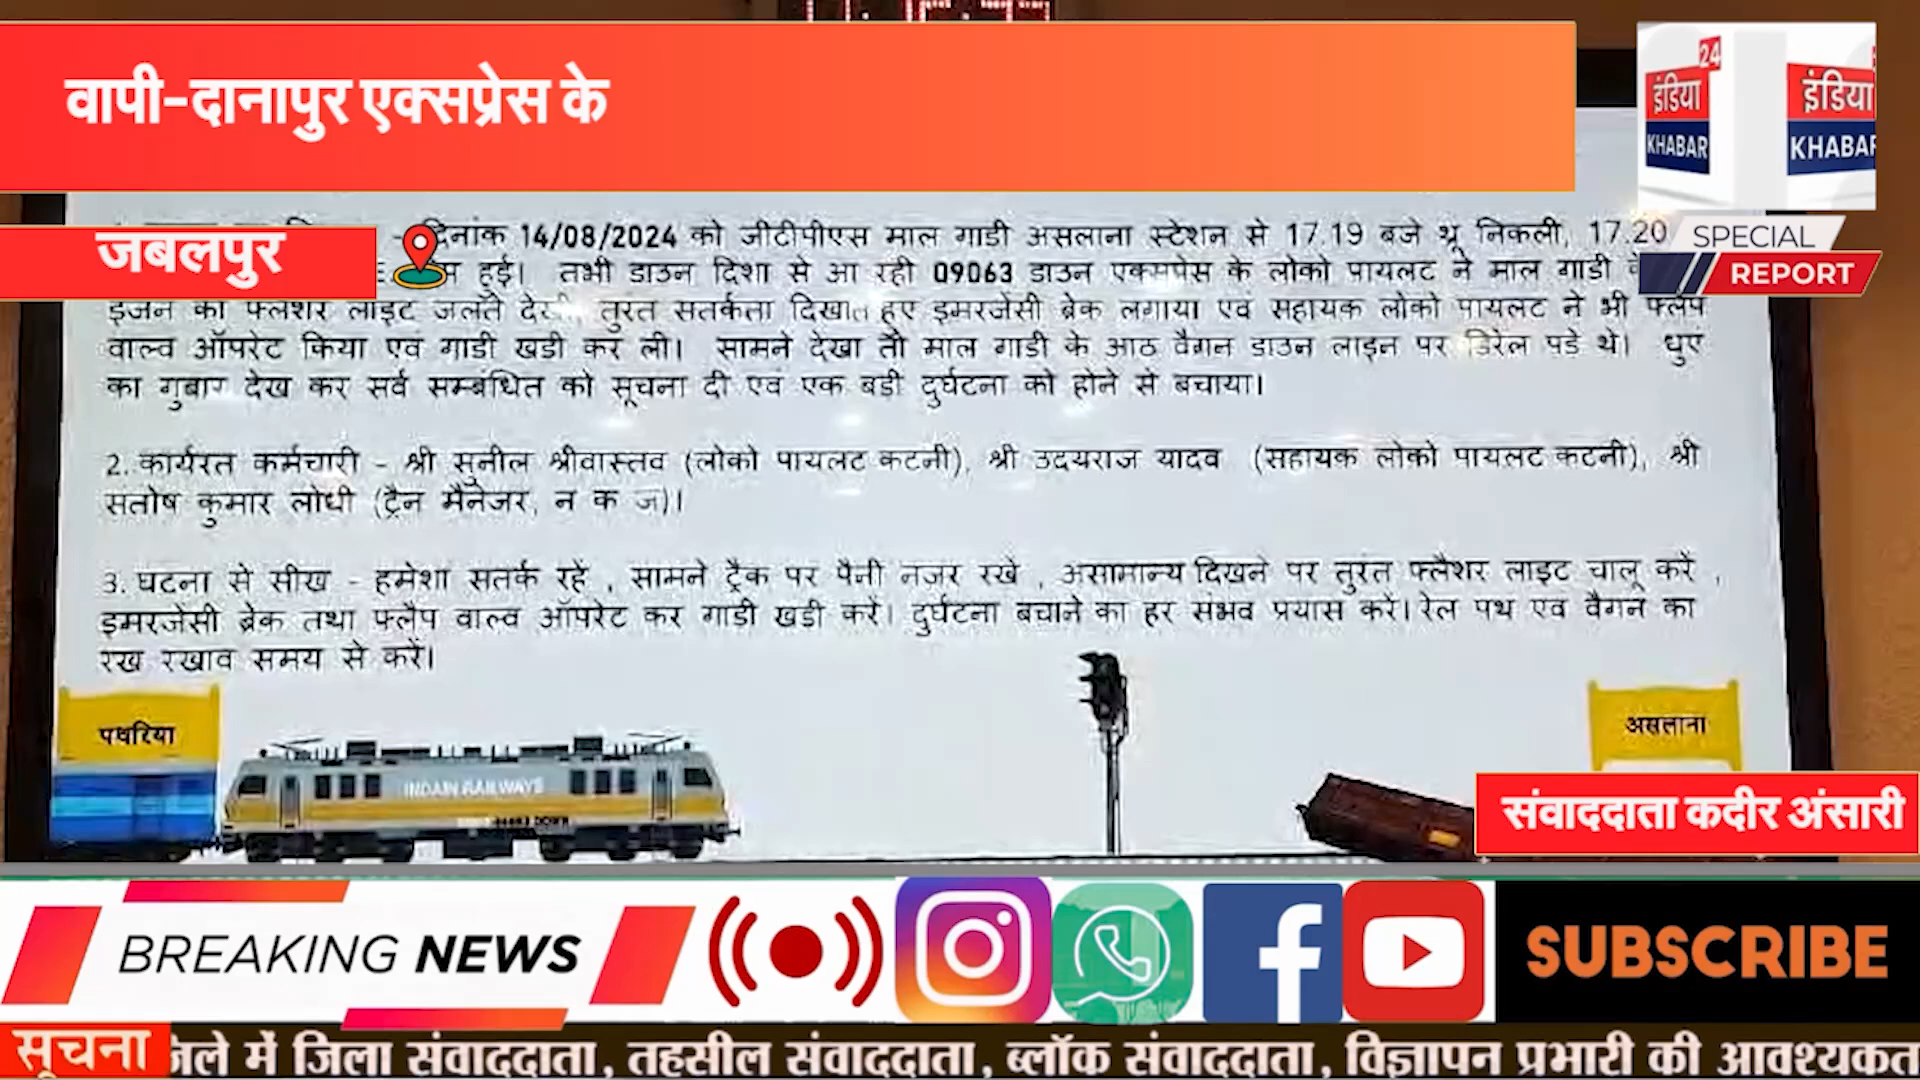 वापी-दानापुर एक्सप्रेस के
24
इंडिया
KHABAR
इंडिया
KHABAR
SPECIAL
REPORT
जबलपुर
14/08/2024 को जीटीपीएस माल गाडी असलाना स्टेशन से 17.19 बजे थ्रू निकली, 17.20
हुई। तभी डाउन दिशा से आ रही 09063 डाउन एक्सप्रेस के लोको पायलट ने माल गाडी
इंजन की फ्लैशर लाइट जलते तुरंत सतर्कता दिखाते हुए इमरजेंसी ब्रेक लगाया एवं सहायक लोको पायलट ने भी फ्लैप
वाल्व ऑपरेट किया एवं गाडी खडी कर ली। सामने देखा तो माल गाडी के आठ वैगन डाउन लाइन पर डिरेल पडे थे। धुए
का गुबार देख कर सर्व सम्बंधित को सूचना दी एवं एक बडी दुर्घटना को होने से बचाया।
2. कार्यरत कर्मचारी - श्री सुनील श्रीवास्तव (लोको पायलट कटनी), श्री उदयराज यादव (सहायक लोको पायलट कटनी), श्री
संतोष कुमार लोधी (ट्रैन मैनेजर, न क ज)।
3. घटना से सीख - हमेशा सतर्क रहें , सामने ट्रैक पर पैनी नज़र रखें , असामान्य दिखने पर तुरंत फ्लैशर लाइट चालू करें ,
इमरजेंसी ब्रेक तथा फ्लैप वाल्व ऑपरेट कर गाडी खडी करें। दुर्घटना बचाने का हर संभव प्रयास करें। रेल पथ एवं वैगन का
रख रखाव समय से करें।
पथरिया
असलाना
INDAIN RAILWAYS
संवाददाता कदीर अंसारी
BREAKING NEWS
SUBSCRIBE
सूचना
जिले में जिला संवाददाता, तहसील संवाददाता, ब्लॉक संवाददाता, विज्ञापन प्रभारी की आवश्यकत